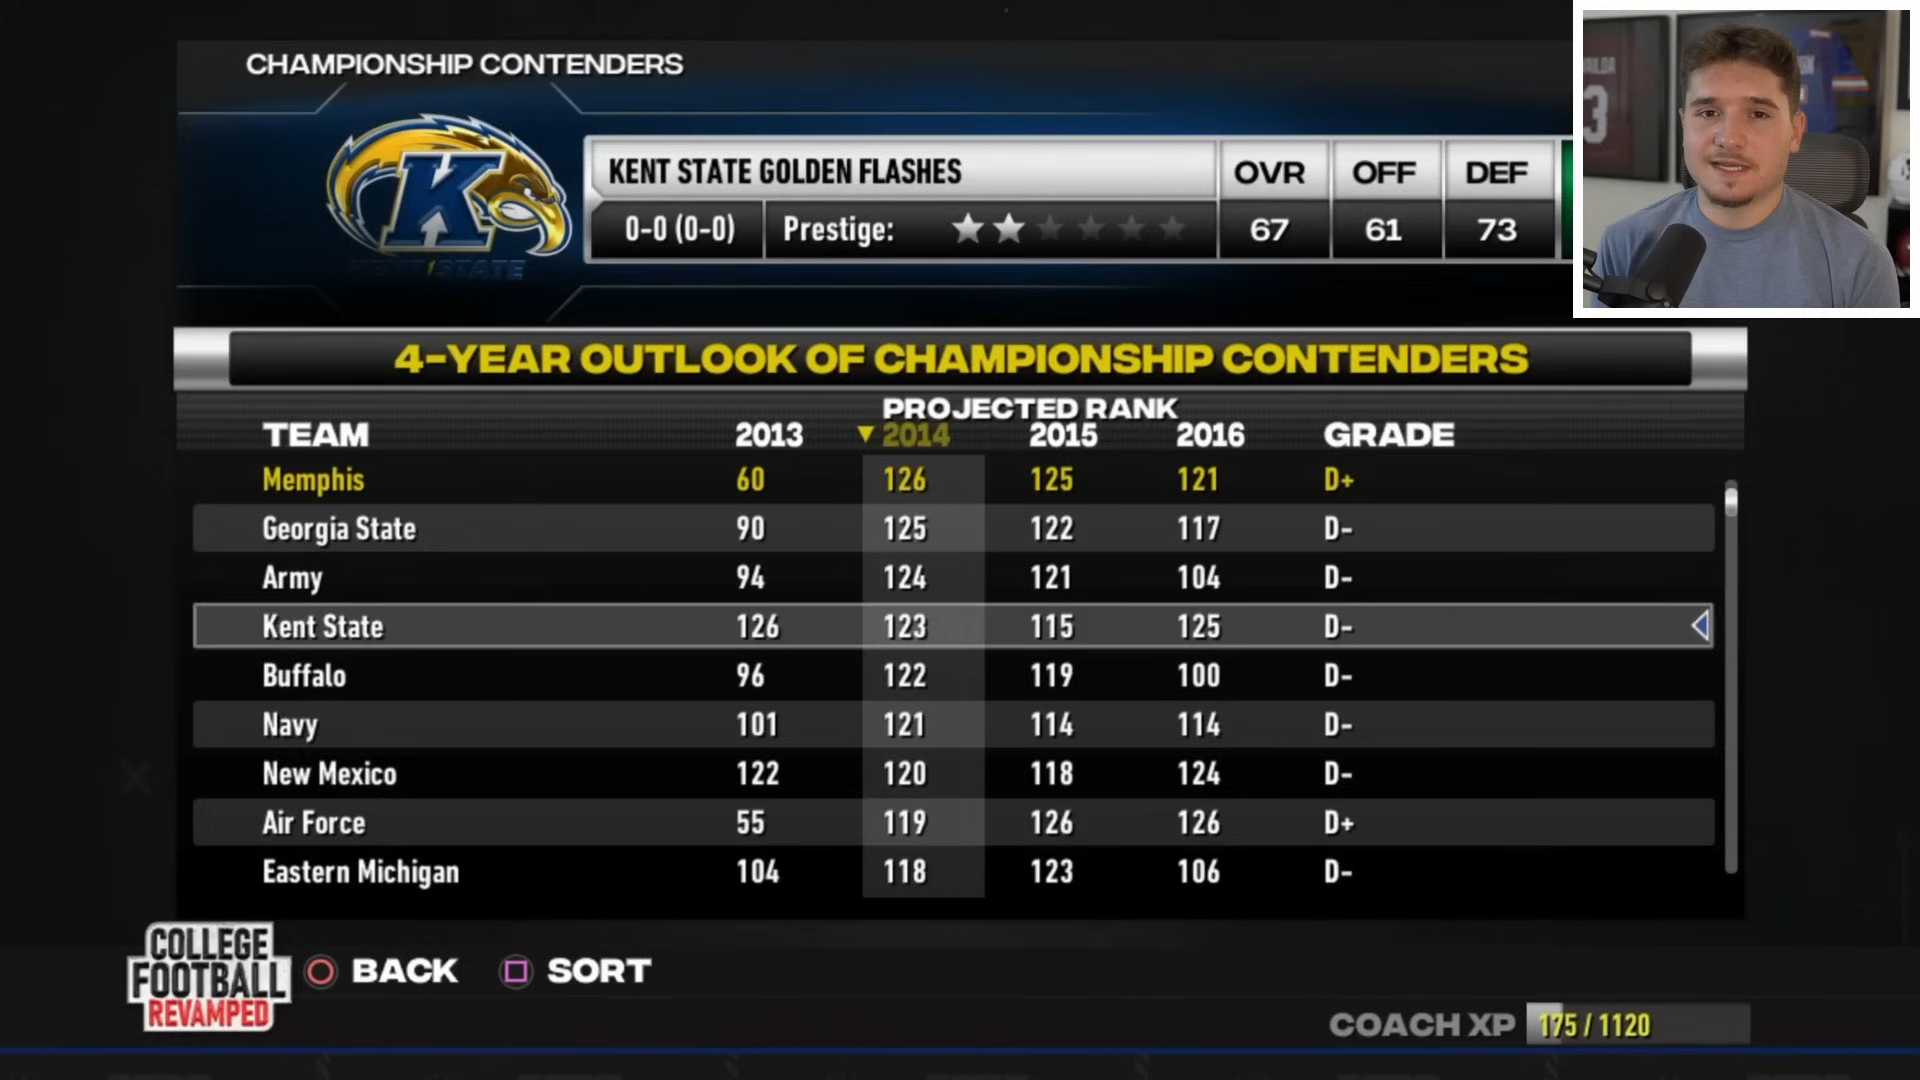 CHAMPIONSHIP CONTENDERS
KENT STATE GOLDEN FLASHES OVR OFF DEF
0-0 (0-0) Prestige: 67 61 73
K
KENT STATE
3
4-YEAR OUTLOOK OF CHAMPIONSHIP CONTENDERS
PROJECTED RANK
TEAM 2013 2014 2015 2016 GRADE
Memphis 60 126 125 121 D+
Georgia State 90 125 122 117 D-
Army 94 124 121 104 D-
Kent State 126 123 115 125 D-
Buffalo 96 122 119 100 D-
Navy 101 121 114 114 D-
New Mexico 122 120 118 124 D-
Air Force 55 119 126 126 D+
Eastern Michigan 104 118 123 106 D-
COLLEGE
FOOTBALL
REVAMPED
BACK SORT
COACH XP 175 / 1120